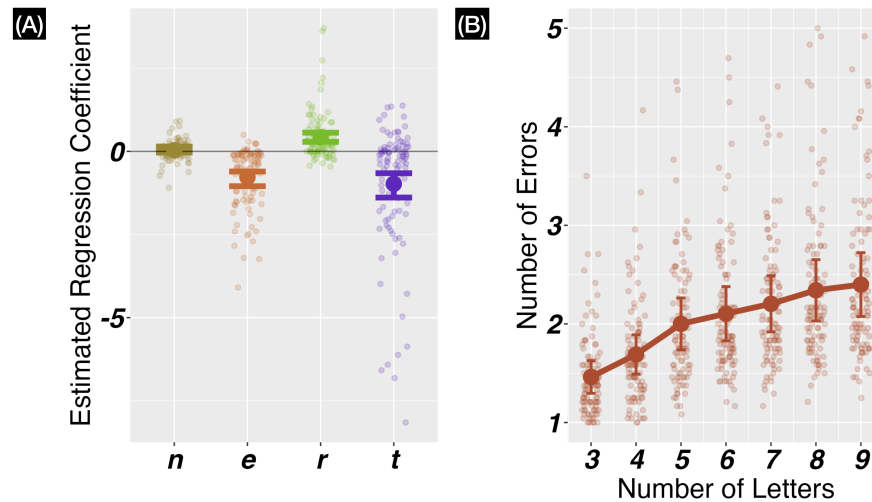 (A)
Estimated Regression Coefficient
0
-5
n e r t
(B)
Number of Errors
5
4
3
2
1
3 4 5 6 7 8 9
Number of Letters